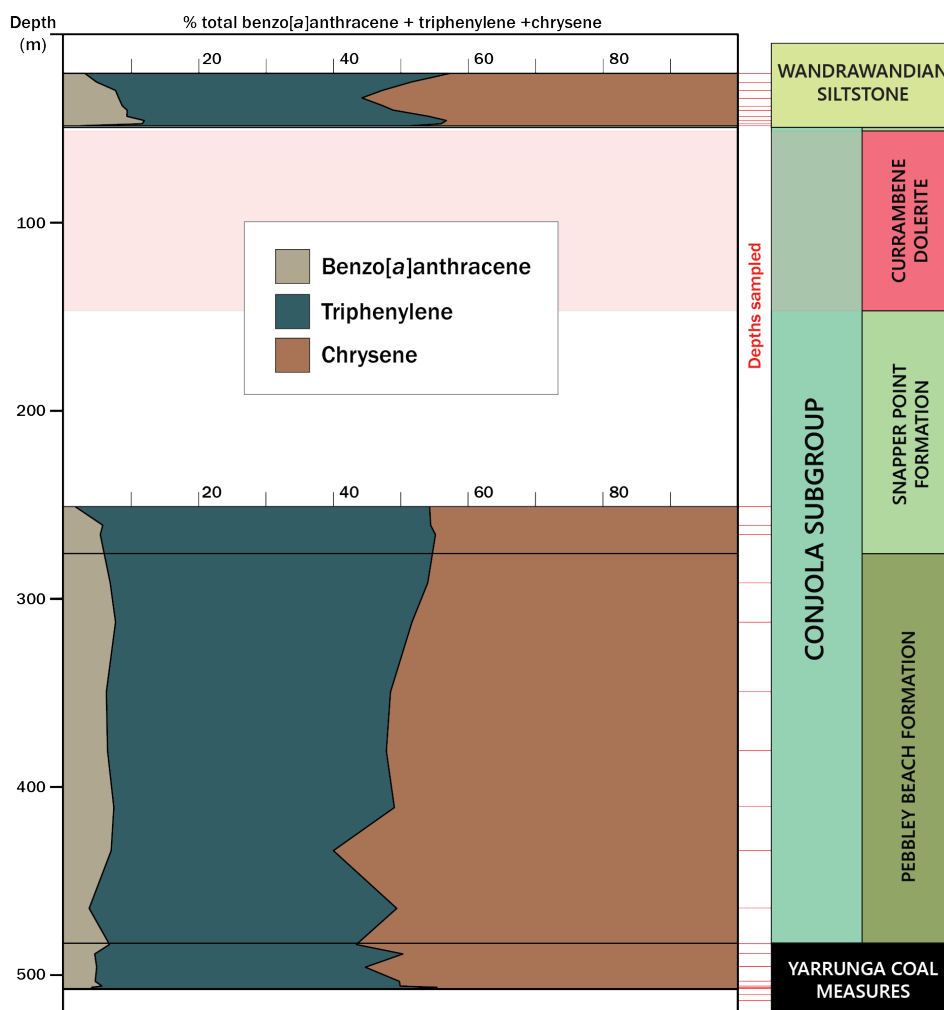 Depth
(m)
% total benzo[a]anthracene + triphenylene +chrysene
20
40
60
80
WANDRAWANDIAN
SILTSTONE
100
200
300
400
500
Benzo[a]anthracene
Triphenylene
Chrysene
Depths sampled
20
40
60
80
CONJOLA SUBGROUP
CURRAMBENE
DOLERITE
SNAPPER POINT
FORMATION
PEBBLEY BEACH FORMATION
YARRUNGA COAL
MEASURES